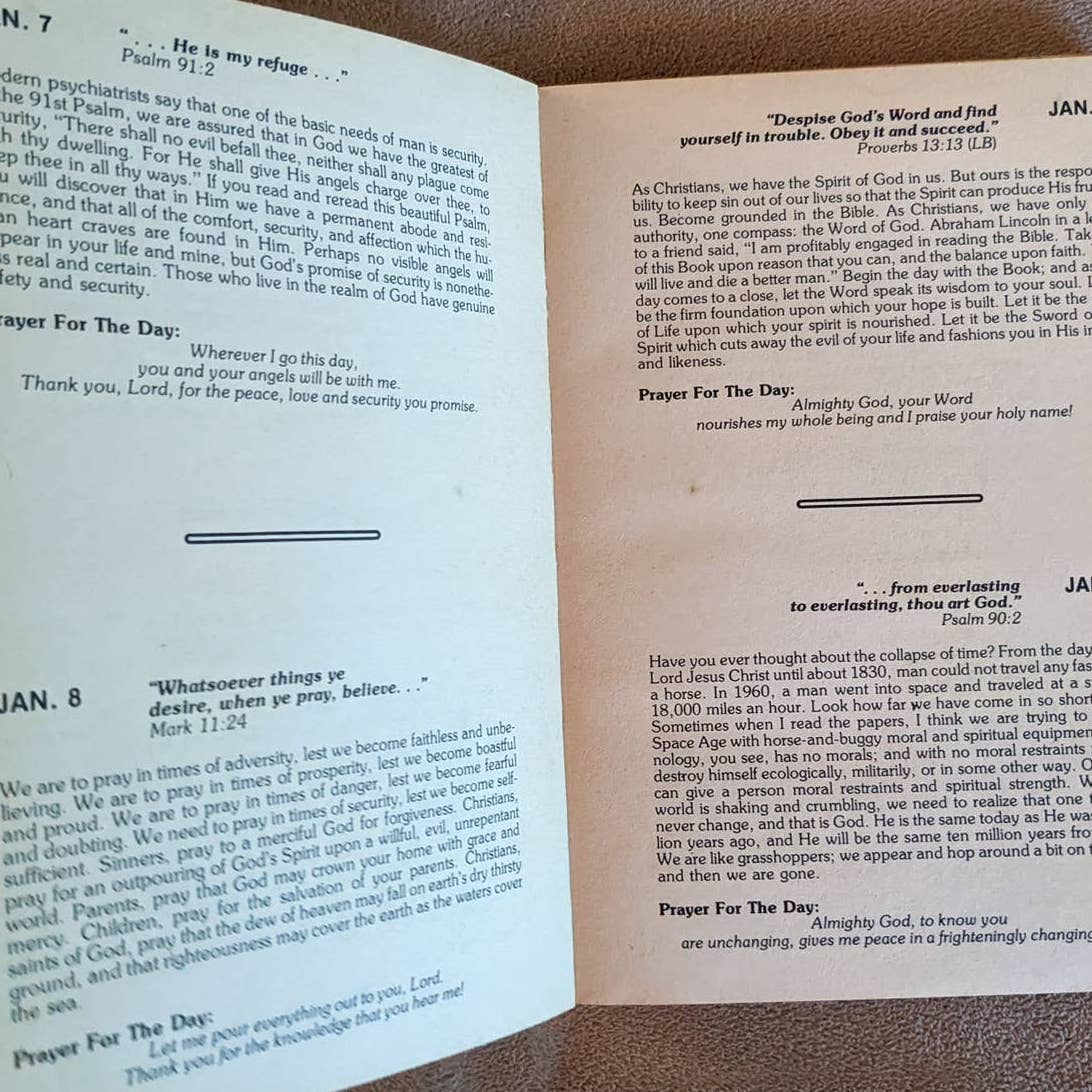 N. 7
“. . . He is my refuge . . .”
Psalm 91:2
dern psychiatrists say that one of the basic needs of man is security.
he 91st Psalm, we are assured that in God we have the greatest of
urity, “There shall no evil befall thee, neither shall any plague come
h thy dwelling. For He shall give His angels charge over thee, to
ep thee in all thy ways.” If you read and reread this beautiful Psalm,
u will discover that in Him we have a permanent abode and resi-
nce, and that all of the comfort, security, and affection which the hu-
an heart craves are found in Him. Perhaps no visible angels will
pear in your life and mine, but God’s promise of security is nonethe-
s real and certain. Those who live in the realm of God have genuine
fety and security.
rayer For The Day:
Wherever I go this day,
you and your angels will be with me.
Thank you, Lord, for the peace, love and security you promise.
JAN. 8
“Whatsoever things ye
desire, when ye pray, believe. . .”
Mark 11:24
We are to pray in times of adversity, lest we become faithless and unbe-
lieving. We are to pray in times of prosperity, lest we become boastful
and proud. We are to pray in times of danger, lest we become fearful
and doubting. We need to pray in times of security, lest we become self-
sufficient. Sinners, pray to a merciful God for forgiveness. Christians,
pray for an outpouring of God’s Spirit upon a willful, evil, unrepentant
world. Parents, pray that God may crown your home with grace and
mercy. Children, pray for the salvation of your parents. Christians,
saints of God, pray that the dew of heaven may fall on earth’s dry thirsty
ground, and that righteousness may cover the earth as the waters cover
the sea.
Prayer For The Day:
Let me pour everything out to you, Lord.
Thank you for the knowledge that you hear me!
JAN.
“Despise God’s Word and find
yourself in trouble. Obey it and succeed.”
Proverbs 13:13 (LB)
As Christians, we have the Spirit of God in us. But ours is the respo
bility to keep sin out of our lives so that the Spirit can produce His fru
us. Become grounded in the Bible. As Christians, we have only
authority, one compass: the Word of God. Abraham Lincoln in a le
to a friend said, “I am profitably engaged in reading the Bible. Tak
of this Book upon reason that you can, and the balance upon faith.
will live and die a better man.” Begin the day with the Book; and as
day comes to a close, let the Word speak its wisdom to your soul. L
be the firm foundation upon which your hope is built. Let it be the
of Life upon which your spirit is nourished. Let it be the Sword o
Spirit which cuts away the evil of your life and fashions you in His im
and likeness.
Prayer For The Day:
Almighty God, your Word
nourishes my whole being and I praise your holy name!
JAN
“. . . from everlasting
to everlasting, thou art God.”
Psalm 90:2
Have you ever thought about the collapse of time? From the day
Lord Jesus Christ until about 1830, man could not travel any fas
a horse. In 1960, a man went into space and traveled at a s
18,000 miles an hour. Look how far we have come in so short
Sometimes when I read the papers, I think we are trying to
Space Age with horse-and-buggy moral and spiritual equipmen
nology, you see, has no morals; and with no moral restraints
destroy himself ecologically, militarily, or in some other way. O
can give a person moral restraints and spiritual strength. W
world is shaking and crumbling, we need to realize that one t
never change, and that is God. He is the same today as He was
lion years ago, and He will be the same ten million years fro
We are like grasshoppers; we appear and hop around a bit on t
and then we are gone.
Prayer For The Day:
Almighty God, to know you
are unchanging, gives me peace in a frighteningly changing